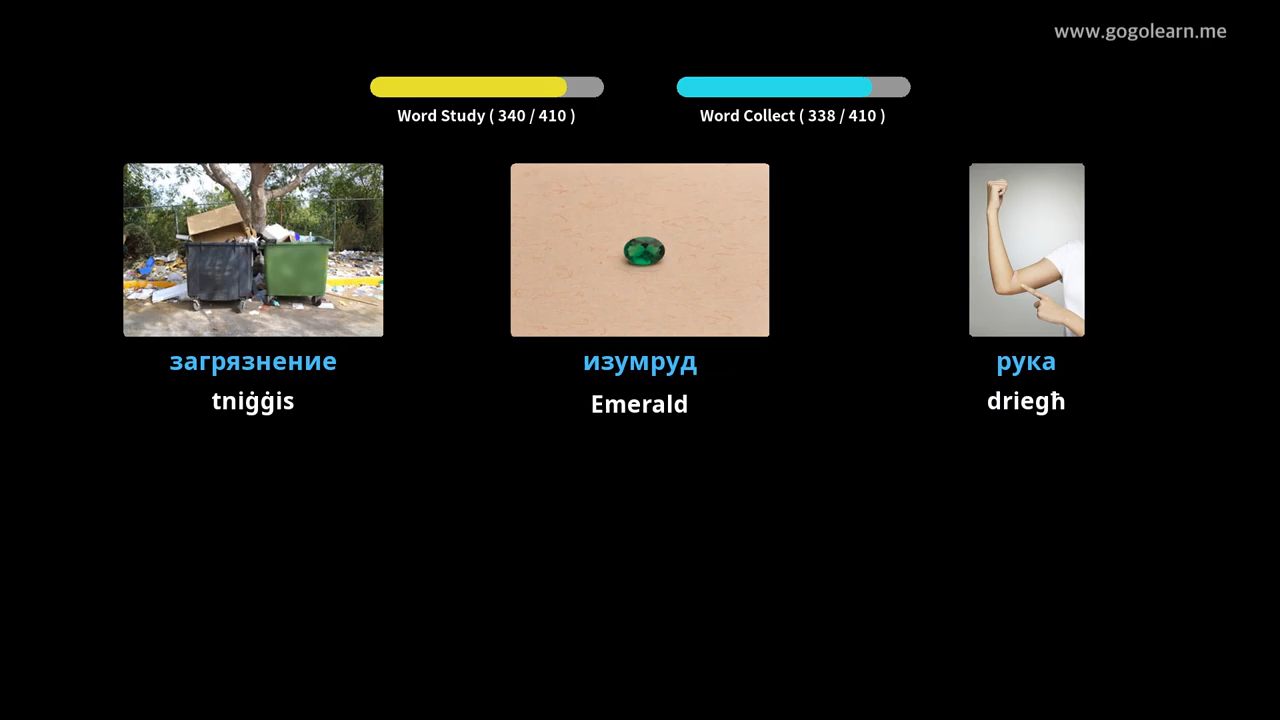 www.gogolearn.me
Word Study ( 340 / 410 )
Word Collect ( 338 / 410 )
загрязнение
tniġġis
изумруд
Emerald
рука
driegħ